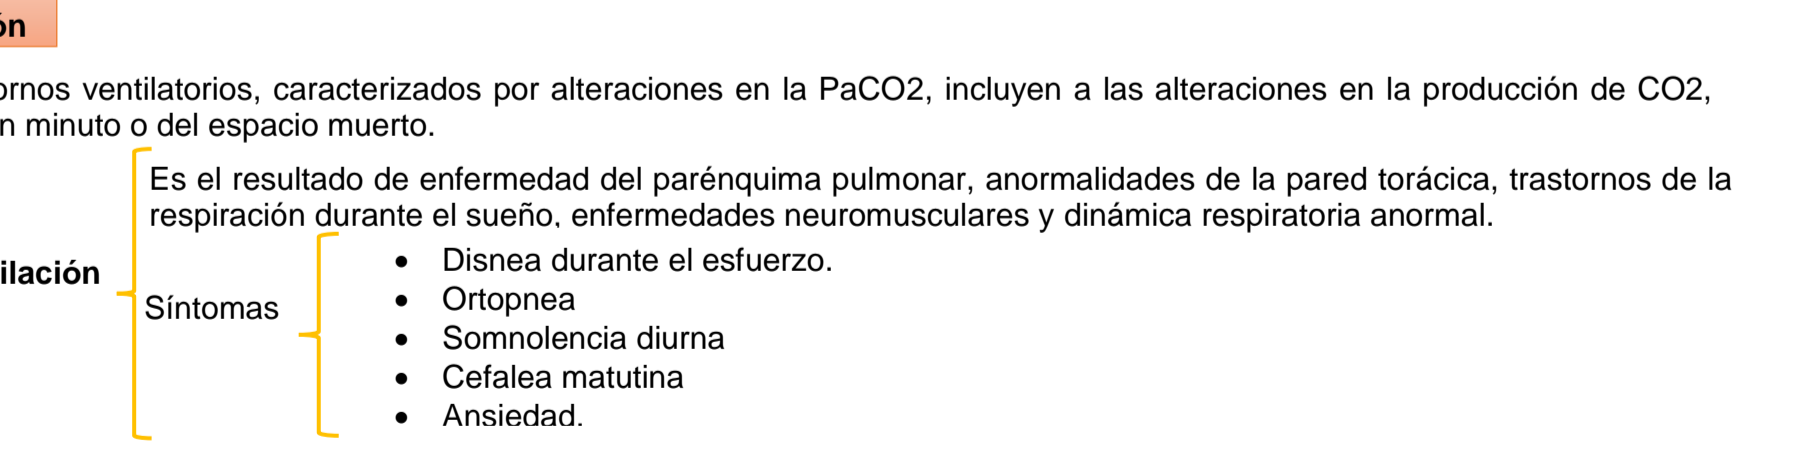 ón
ornos ventilatorios, caracterizados por alteraciones en la PaCO2, incluyen a las alteraciones en la producción de CO2,
n minuto o del espacio muerto.
Es el resultado de enfermedad del parénquima pulmonar, anormalidades de la pared torácica, trastornos de la
respiración durante el sueño, enfermedades neuromusculares y dinámica respiratoria anormal.
ilación
Síntomas
• Disnea durante el esfuerzo.
• Ortopnea
• Somnolencia diurna
• Cefalea matutina
• Ansiedad.